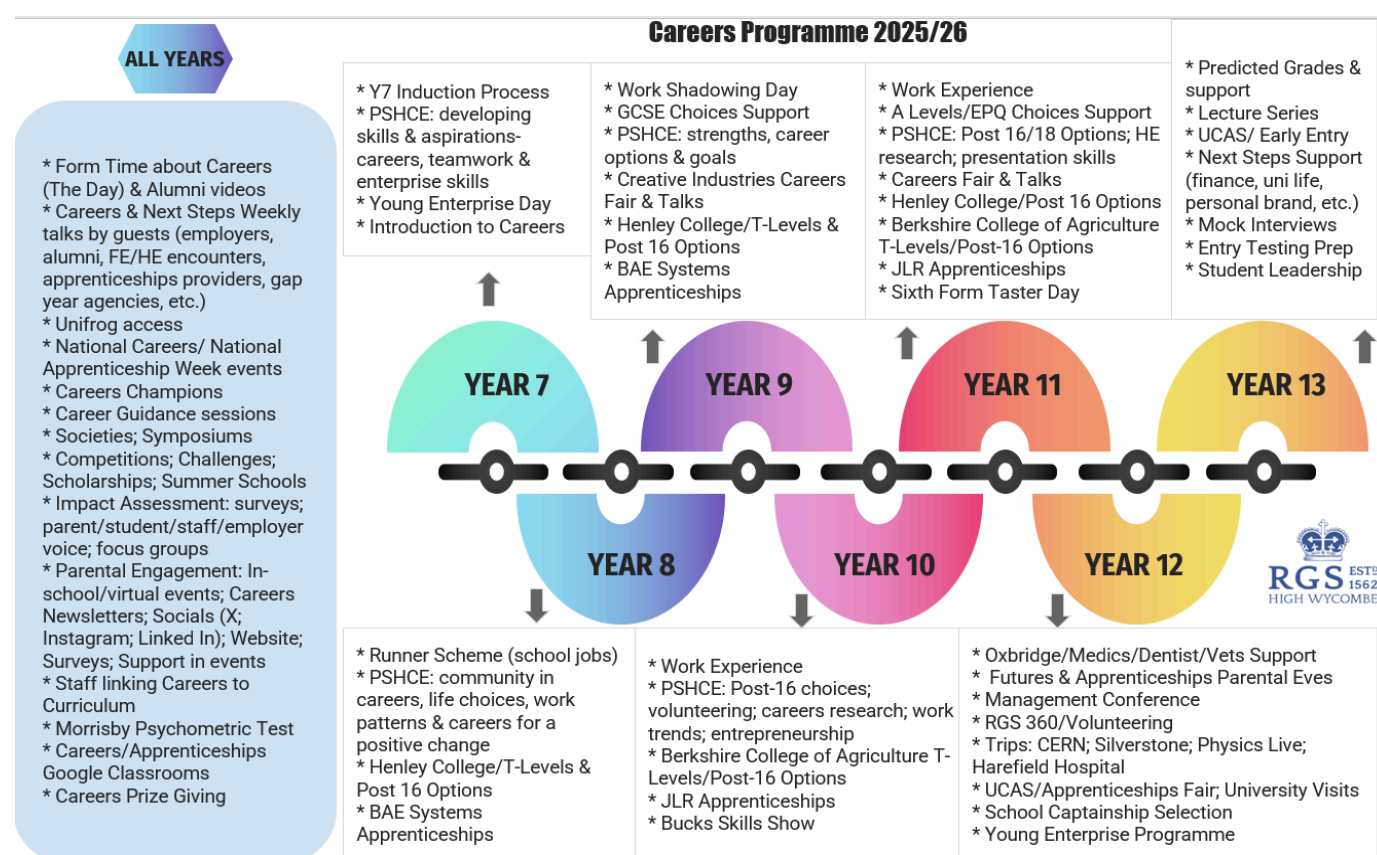 Careers Programme 2025/26
ALL YEARS
* Form Time about Careers
(The Day) & Alumni videos
* Careers & Next Steps Weekly
talks by guests (employers,
alumni, FE/HE encounters,
apprenticeships providers, gap
year agencies, etc.)
* Unifrog access
* National Careers/ National
Apprenticeship Week events
* Careers Champions
* Career Guidance sessions
* Societies; Symposiums
* Competitions; Challenges;
Scholarships; Summer Schools
* Impact Assessment: surveys;
parent/student/staff/employer
voice; focus groups
* Parental Engagement: In-
school/virtual events; Careers
Newsletters; Socials (X;
Instagram; Linked In); Website;
Surveys; Support in events
* Staff linking Careers to
Curriculum
* Morrisby Psychometric Test
* Careers/Apprenticeships
Google Classrooms
* Careers Prize Giving
* Y7 Induction Process
* PSHCE: developing
skills & aspirations-
careers, teamwork &
enterprise skills
* Young Enterprise Day
* Introduction to Careers
* Work Shadowing Day
* GCSE Choices Support
* PSHCE: strengths, career
options & goals
* Creative Industries Careers
Fair & Talks
* Henley College/T-Levels &
Post 16 Options
* BAE Systems
Apprenticeships
* Work Experience
* A Levels/EPQ Choices Support
* PSHCE: Post 16/18 Options; HE
research; presentation skills
* Careers Fair & Talks
* Henley College/Post 16 Options
* Berkshire College of Agriculture
T-Levels/Post-16 Options
* JLR Apprenticeships
* Sixth Form Taster Day
* Predicted Grades &
support
* Lecture Series
* UCAS/ Early Entry
* Next Steps Support
(finance, uni life,
personal brand, etc.)
* Mock Interviews
* Entry Testing Prep
* Student Leadership
YEAR 7
YEAR 9
YEAR 11
YEAR 13
YEAR 8
YEAR 10
YEAR 12
RGS ESTD
1562
HIGH WYCOMBE
* Runner Scheme (school jobs)
* PSHCE: community in
careers, life choices, work
patterns & careers for a
positive change
* Henley College/T-Levels &
Post 16 Options
* BAE Systems
Apprenticeships
* Work Experience
* PSHCE: Post-16 choices;
volunteering; careers research; work
trends; entrepreneurship
* Berkshire College of Agriculture T-
Levels/Post-16 Options
* JLR Apprenticeships
* Bucks Skills Show
* Oxbridge/Medics/Dentist/Vets Support
* Futures & Apprenticeships Parental Eves
* Management Conference
* RGS 360/Volunteering
* Trips: CERN; Silverstone; Physics Live;
Harefield Hospital
* UCAS/Apprenticeships Fair; University Visits
* School Captainship Selection
* Young Enterprise Programme